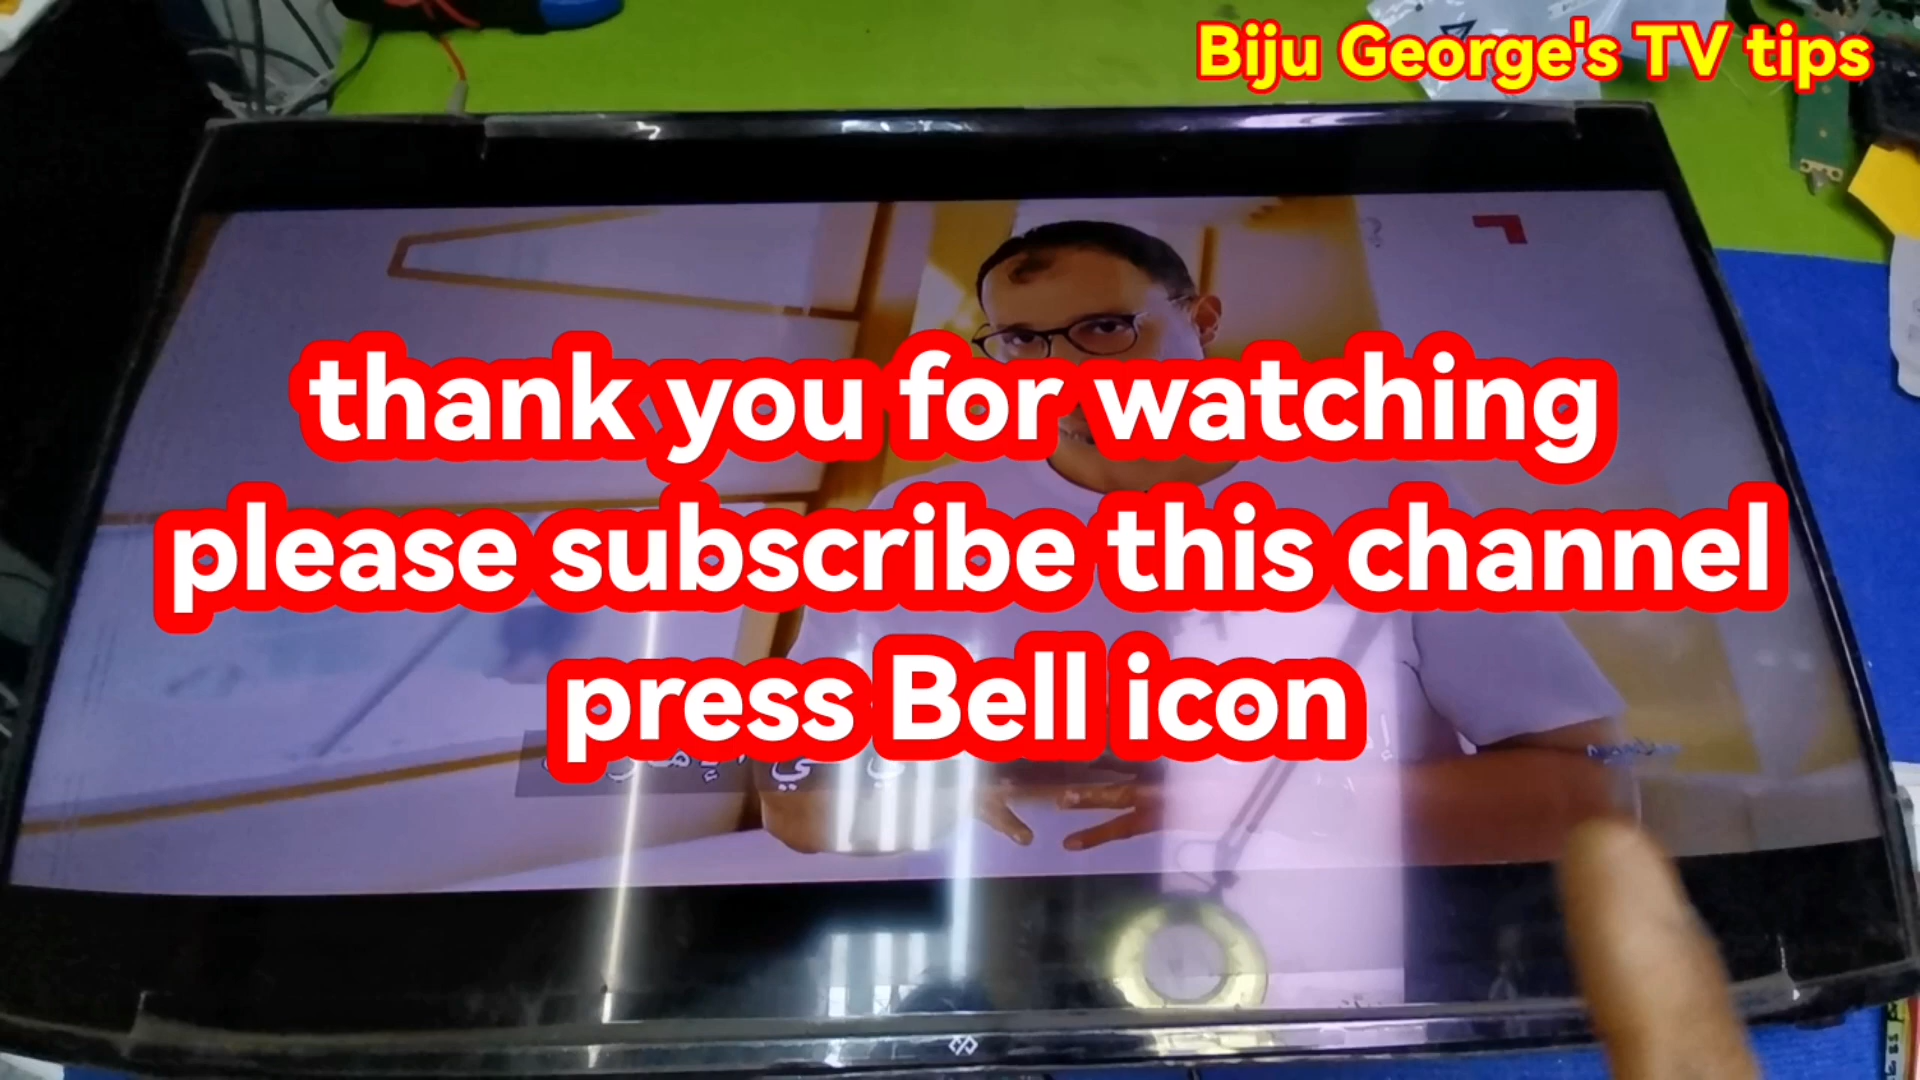 Biju George's TV tips
thank you for watching
please subscribe this channel
press Bell icon